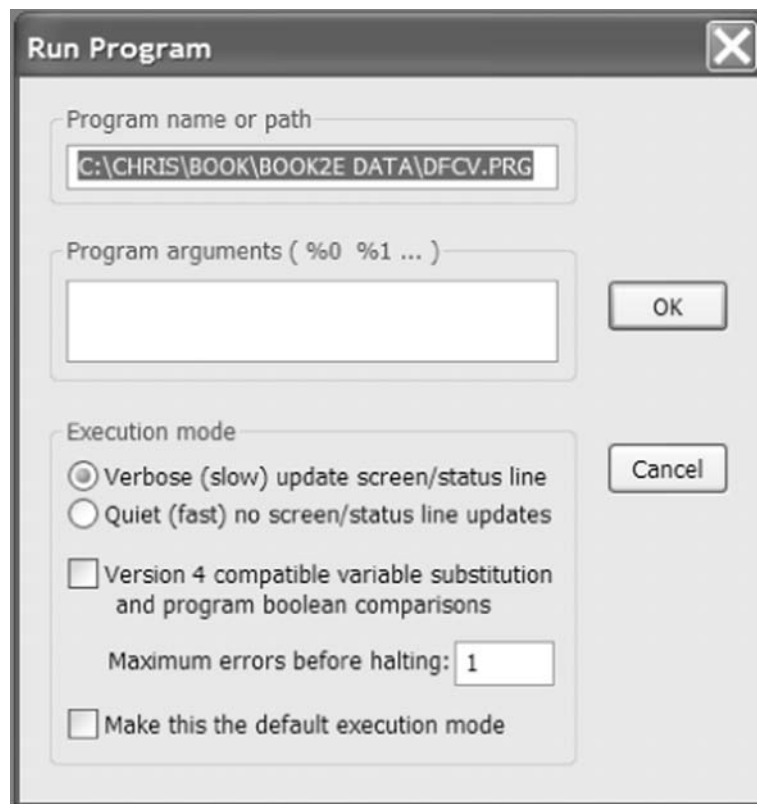 Run Program
Program name or path
C:\CHRIS\BOOK\BOOK2E DATA\DFCV.PRG
Program arguments ( %0 %1 ... )
OK
Execution mode
Verbose (slow) update screen/status line
Cancel
Quiet (fast) no screen/status line updates
Version 4 compatible variable substitution
and program boolean comparisons
Maximum errors before halting: 1
Make this the default execution mode